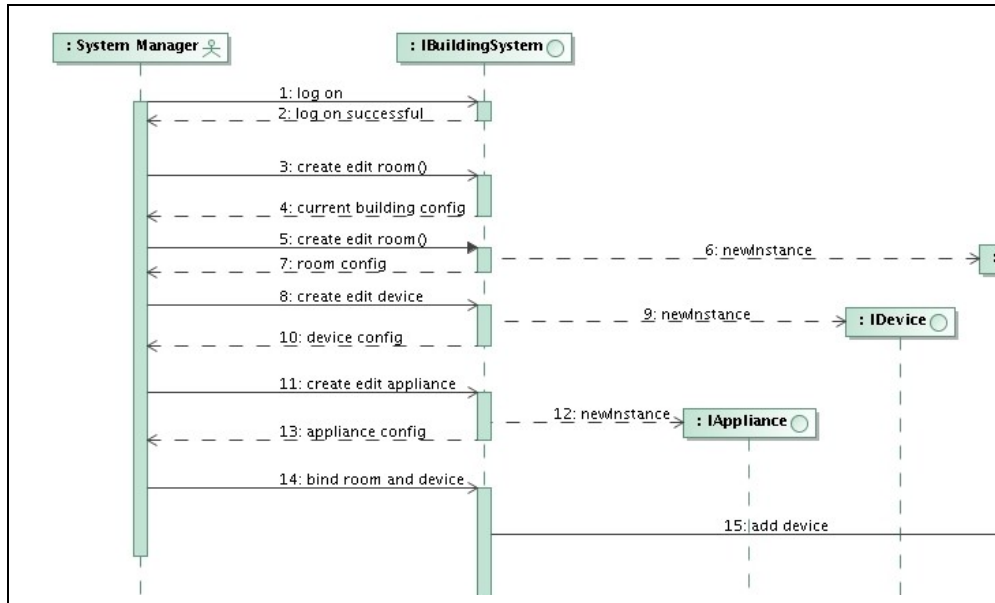 : System Manager
: IBuildingSystem
1: log on
2: log on successful
3: create edit room()
4: current building config
5: create edit room()
6: newInstance
:
7: room config
8: create edit device
9: newInstance
: IDevice
10: device config
11: create edit appliance
12: newInstance
: IAppliance
13: appliance config
14: bind room and device
15: add device